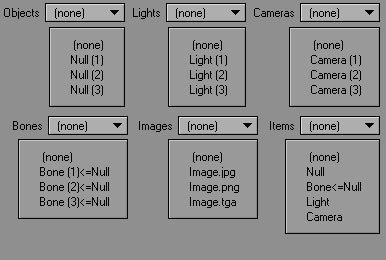 Objects (none) Lights (none) Cameras (none)
(none) (none) (none)
Null (1) Light (1) Camera (1)
Null (2) Light (2) Camera (2)
Null (3) Light (3) Camera (3)
Bones (none) Images (none) Items (none)
(none) (none) (none)
Bone (1)<=Null Image.jpg Null
Bone (2)<=Null Image.png Bone<=Null
Bone (3)<=Null Image.tga Light
Camera